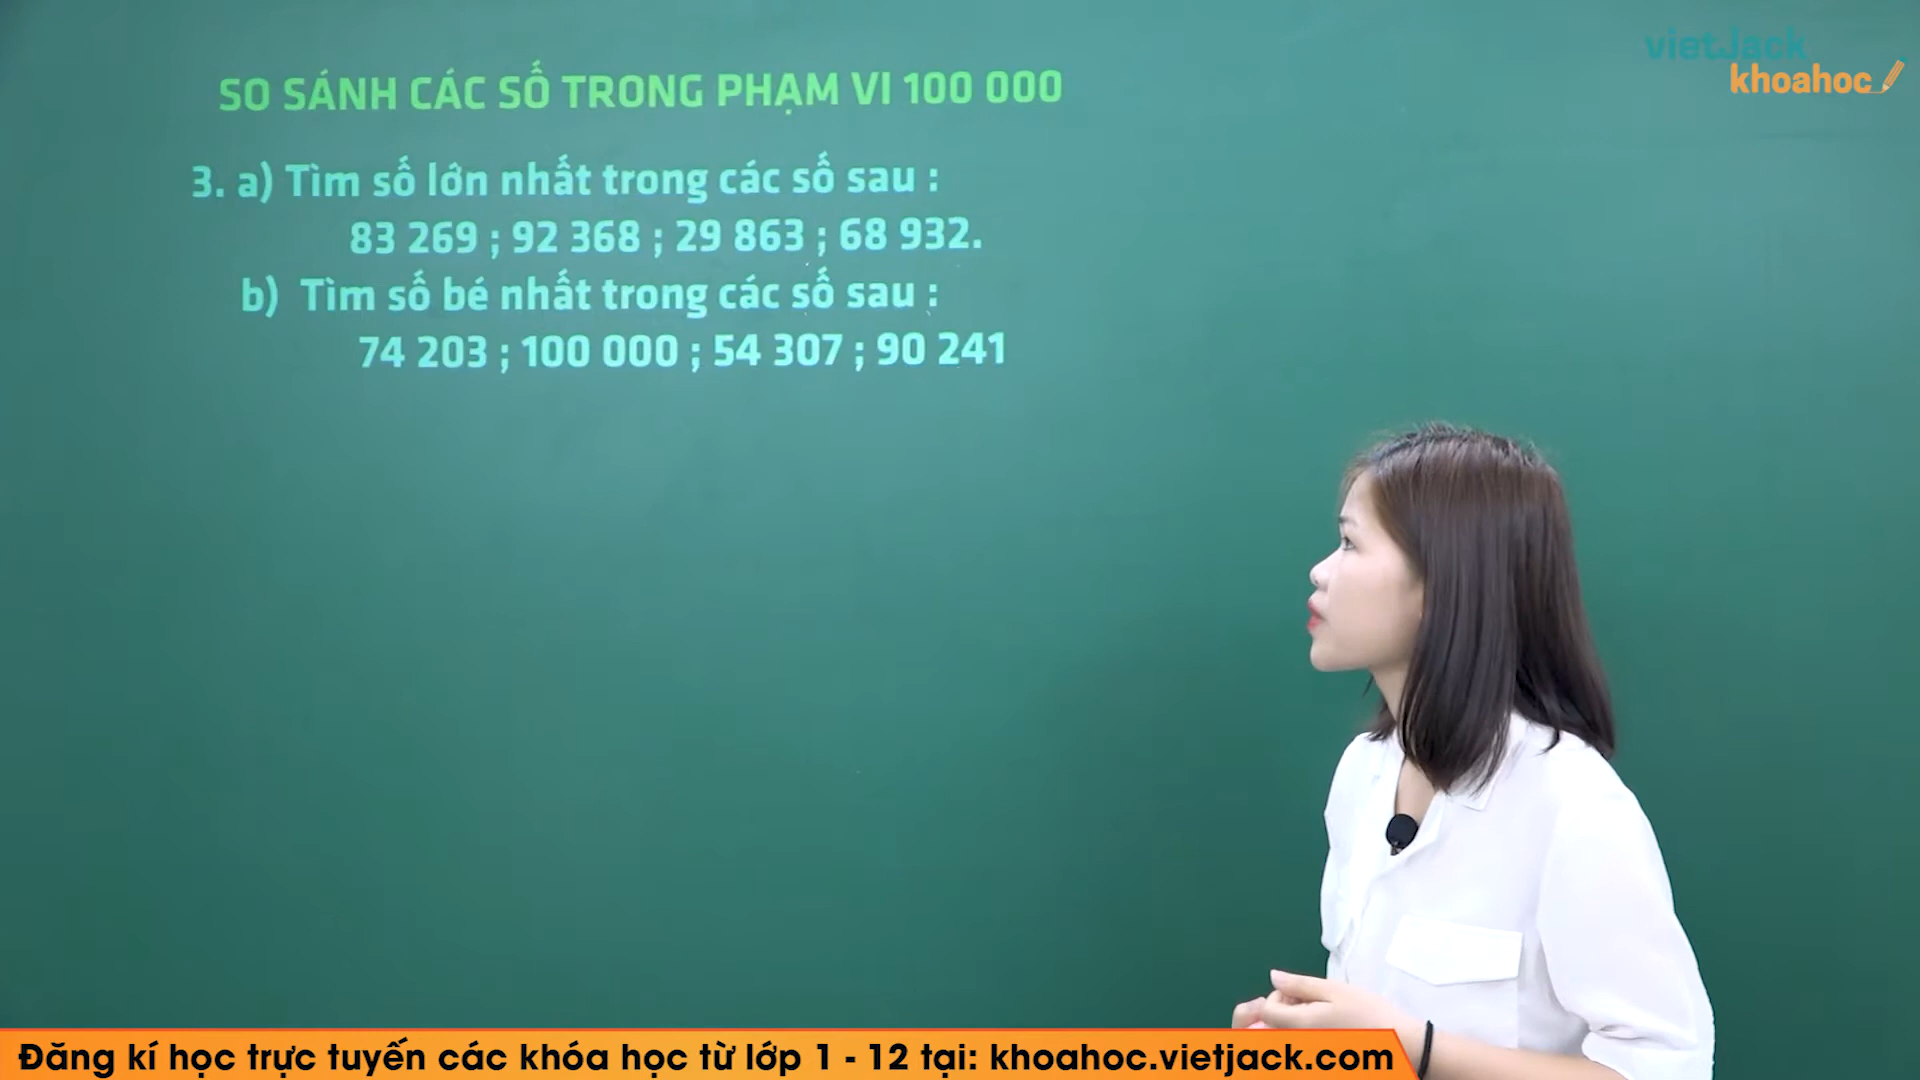 vietJack
khoahoc
SO SÁNH CÁC SỐ TRONG PHẠM VI 100 000
3. a) Tìm số lớn nhất trong các số sau :
83 269 ; 92 368 ; 29 863 ; 68 932.
b) Tìm số bé nhất trong các số sau :
74 203 ; 100 000 ; 54 307 ; 90 241
Đăng kí học trực tuyến các khóa học từ lớp 1 - 12 tại: khoahoc.vietjack.com